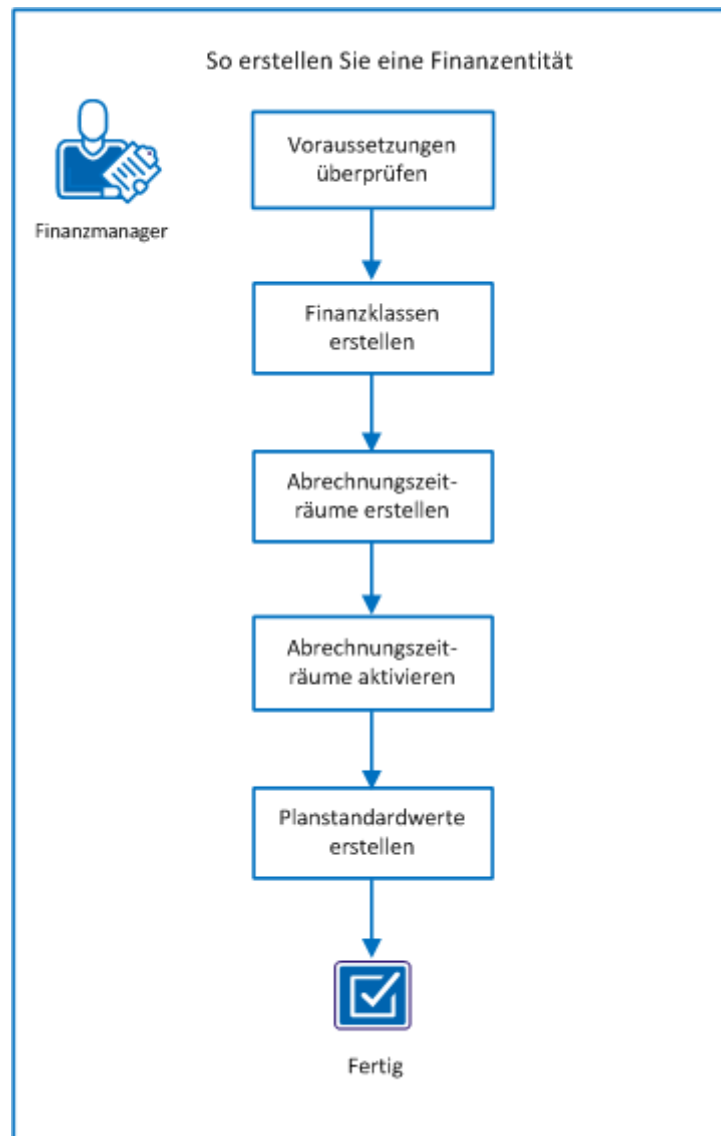 So erstellen Sie eine Finanzentität
Finanzmanager
Voraussetzungen
überprüfen
Finanzklassen
erstellen
Abrechnungszeit-
räume erstellen
Abrechnungszeit-
räume aktivieren
Planstandardwerte
erstellen
Fertig